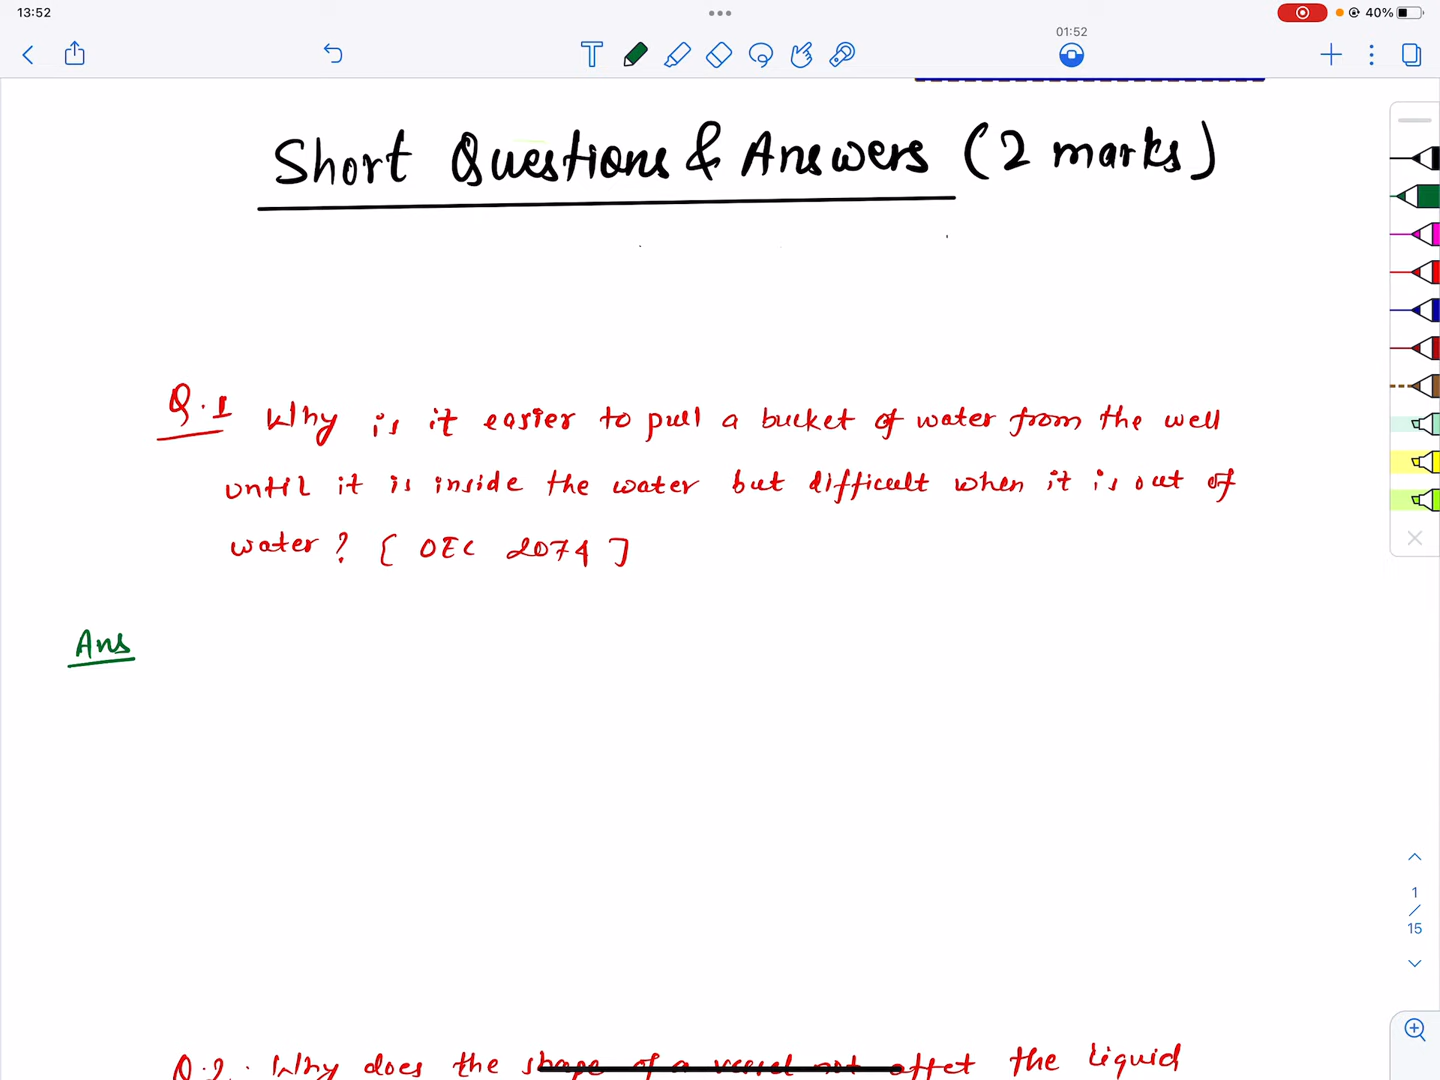 13:52
40%
01:52
Short Questions & Answers (2 marks)
Q.1 Why is it easier to pull a bucket of water from the well
until it is inside the water but difficult when it is out of
water? [ OEC 2074 ]
Ans
1
/
15
Q.2. Why does the shape of a vessel not affet the liquid